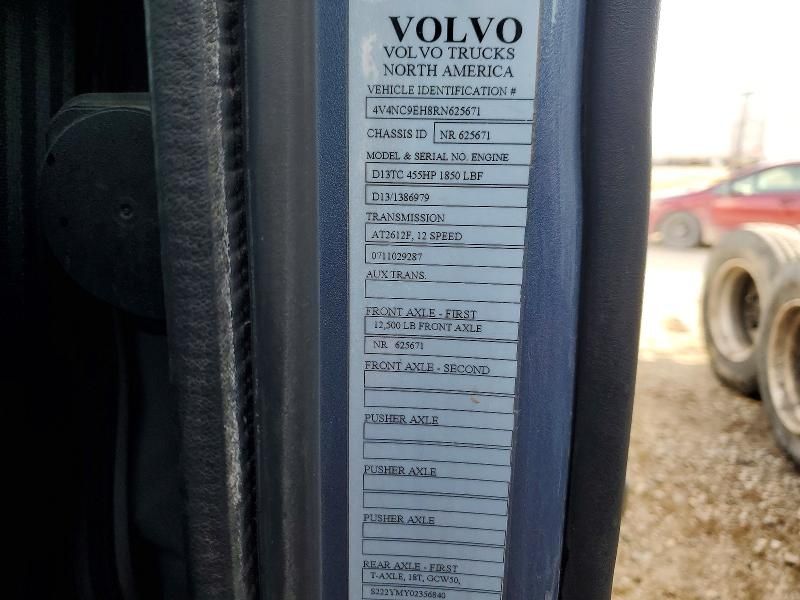 VOLVO
VOLVO TRUCKS
NORTH AMERICA
VEHICLE IDENTIFICATION #
4V4NC9EH8RN625671
CHASSIS ID NR 625671
MODEL & SERIAL NO. ENGINE
D13TC 455HP 1850 LBF
D13/1386979
TRANSMISSION
AT2612F, 12 SPEED
0711029287
AUX TRANS.
FRONT AXLE - FIRST
12,500 LB FRONT AXLE
NR 625671
FRONT AXLE - SECOND
PUSHER AXLE
PUSHER AXLE
PUSHER AXLE
REAR AXLE - FIRST
T-AXLE, 18T, GCW50,
S222YMY02356840